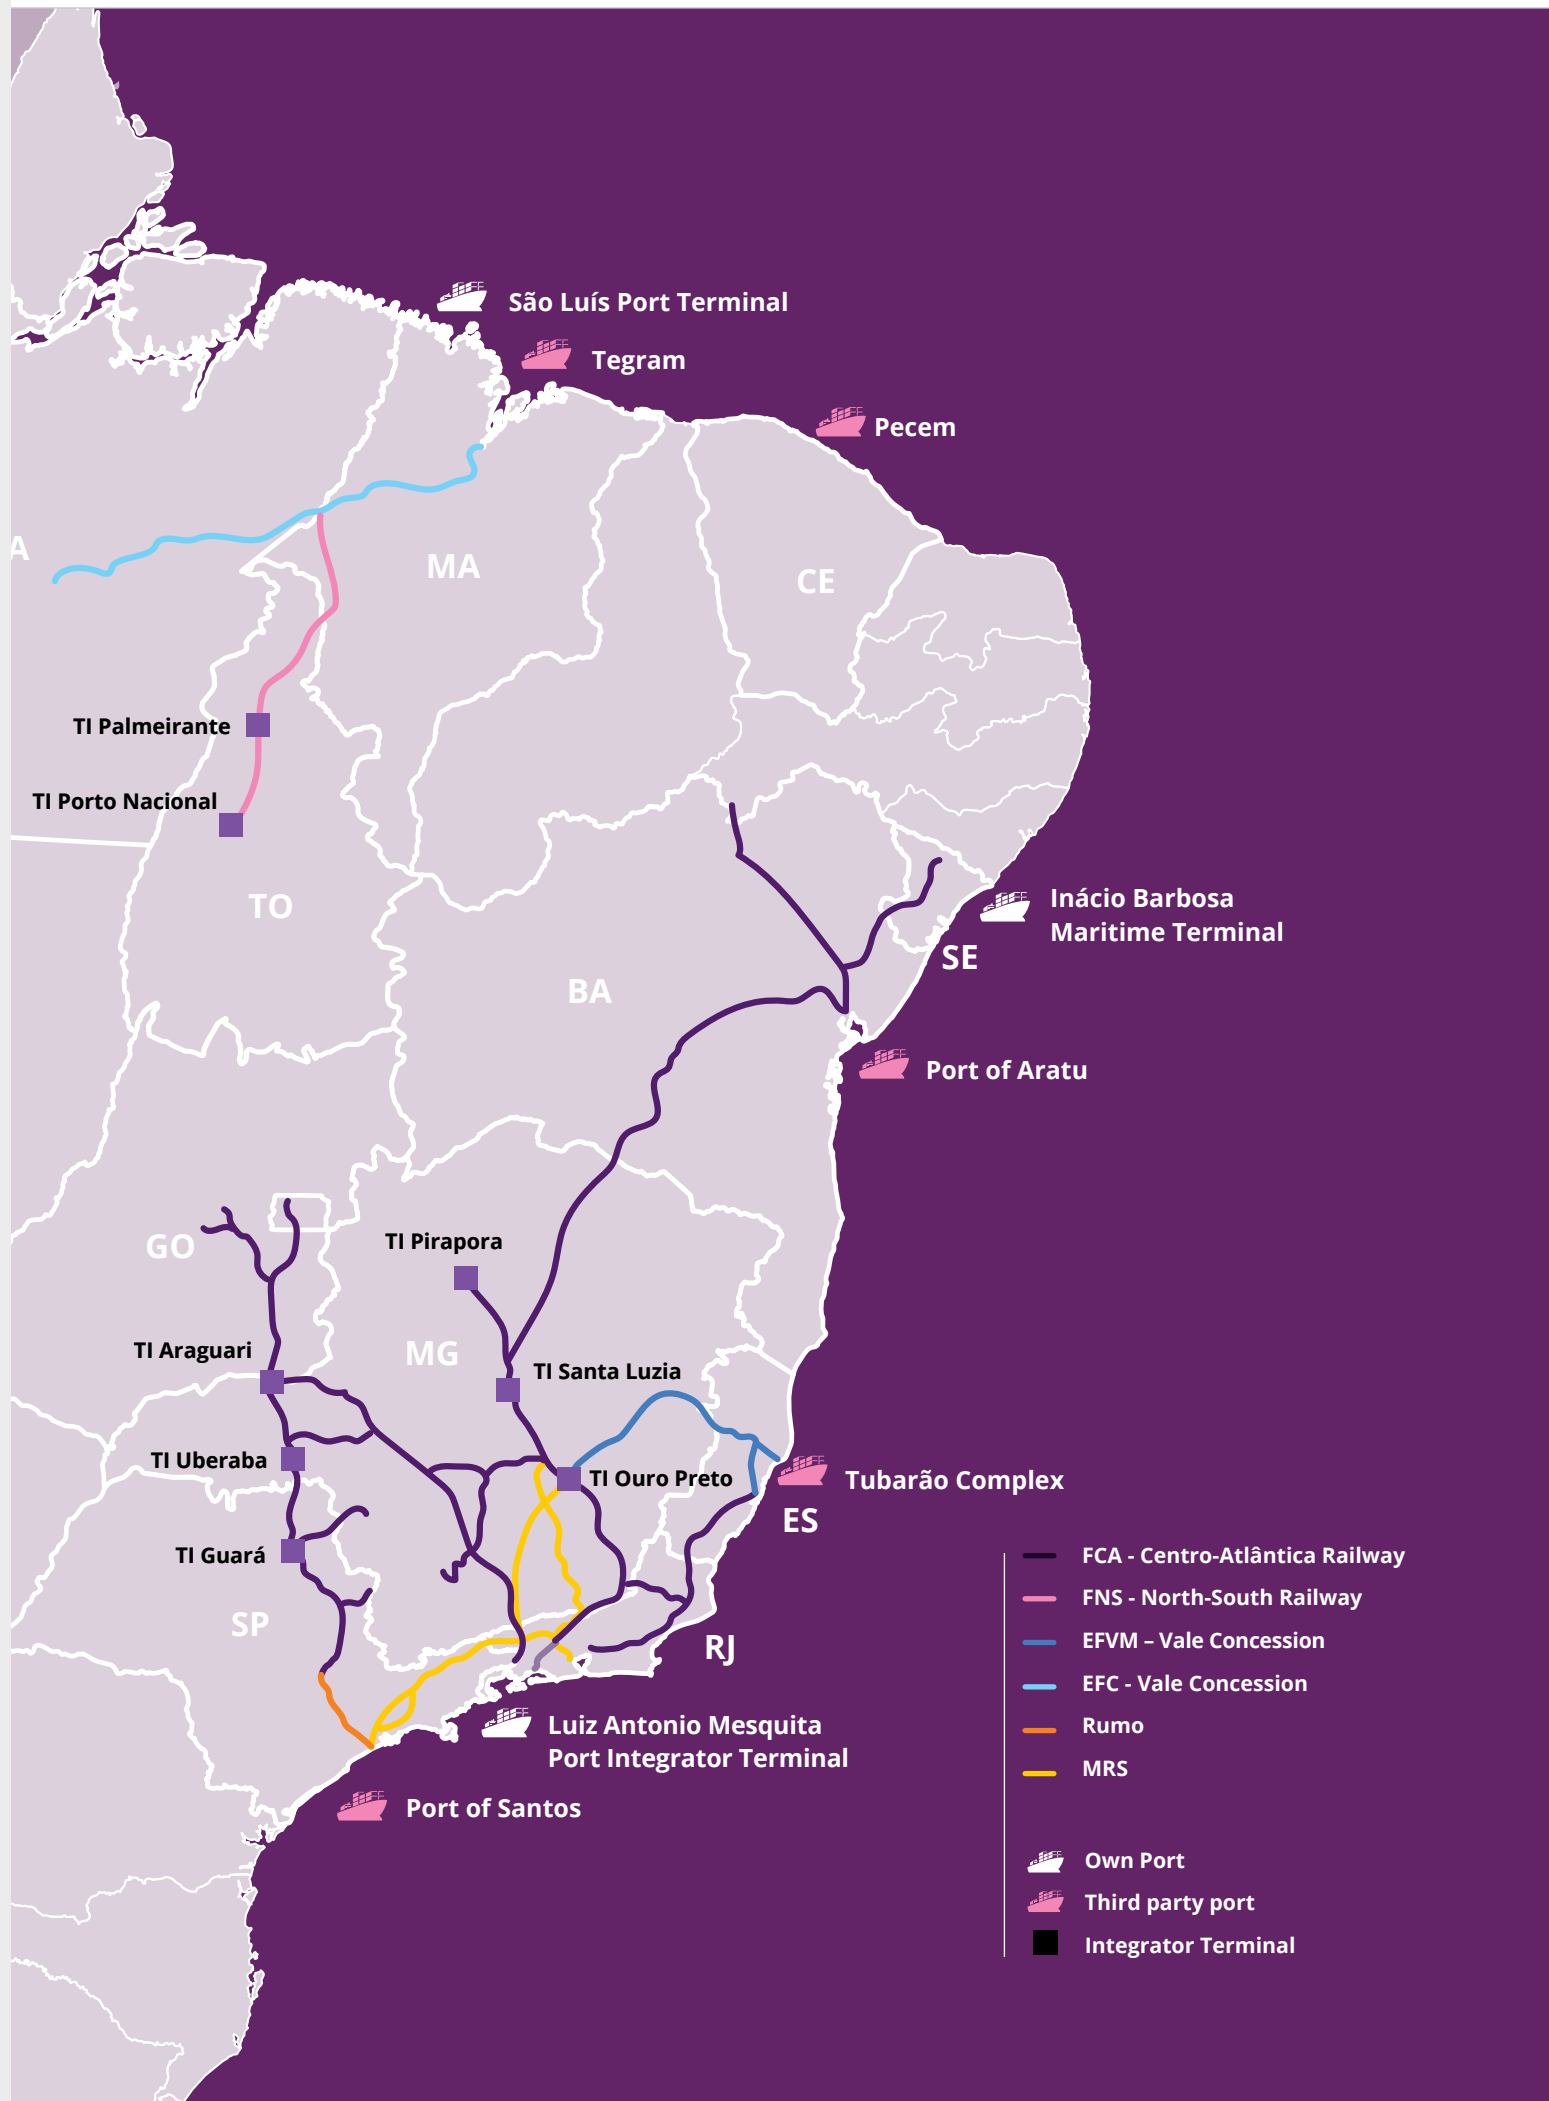 São Luís Port Terminal
Tegram
Pecem
A
MA
CE
TI Palmeirante
TI Porto Nacional
TO
Inácio Barbosa
Maritime Terminal
SE
BA
Port of Aratu
GO
TI Pirapora
TI Araguari
MG
TI Santa Luzia
TI Uberaba
TI Ouro Preto
Tubarão Complex
ES
TI Guará
SP
RJ
Luiz Antonio Mesquita
Port Integrator Terminal
Port of Santos
FCA - Centro-Atlântica Railway
FNS - North-South Railway
EFVM – Vale Concession
EFC - Vale Concession
Rumo
MRS
Own Port
Third party port
Integrator Terminal